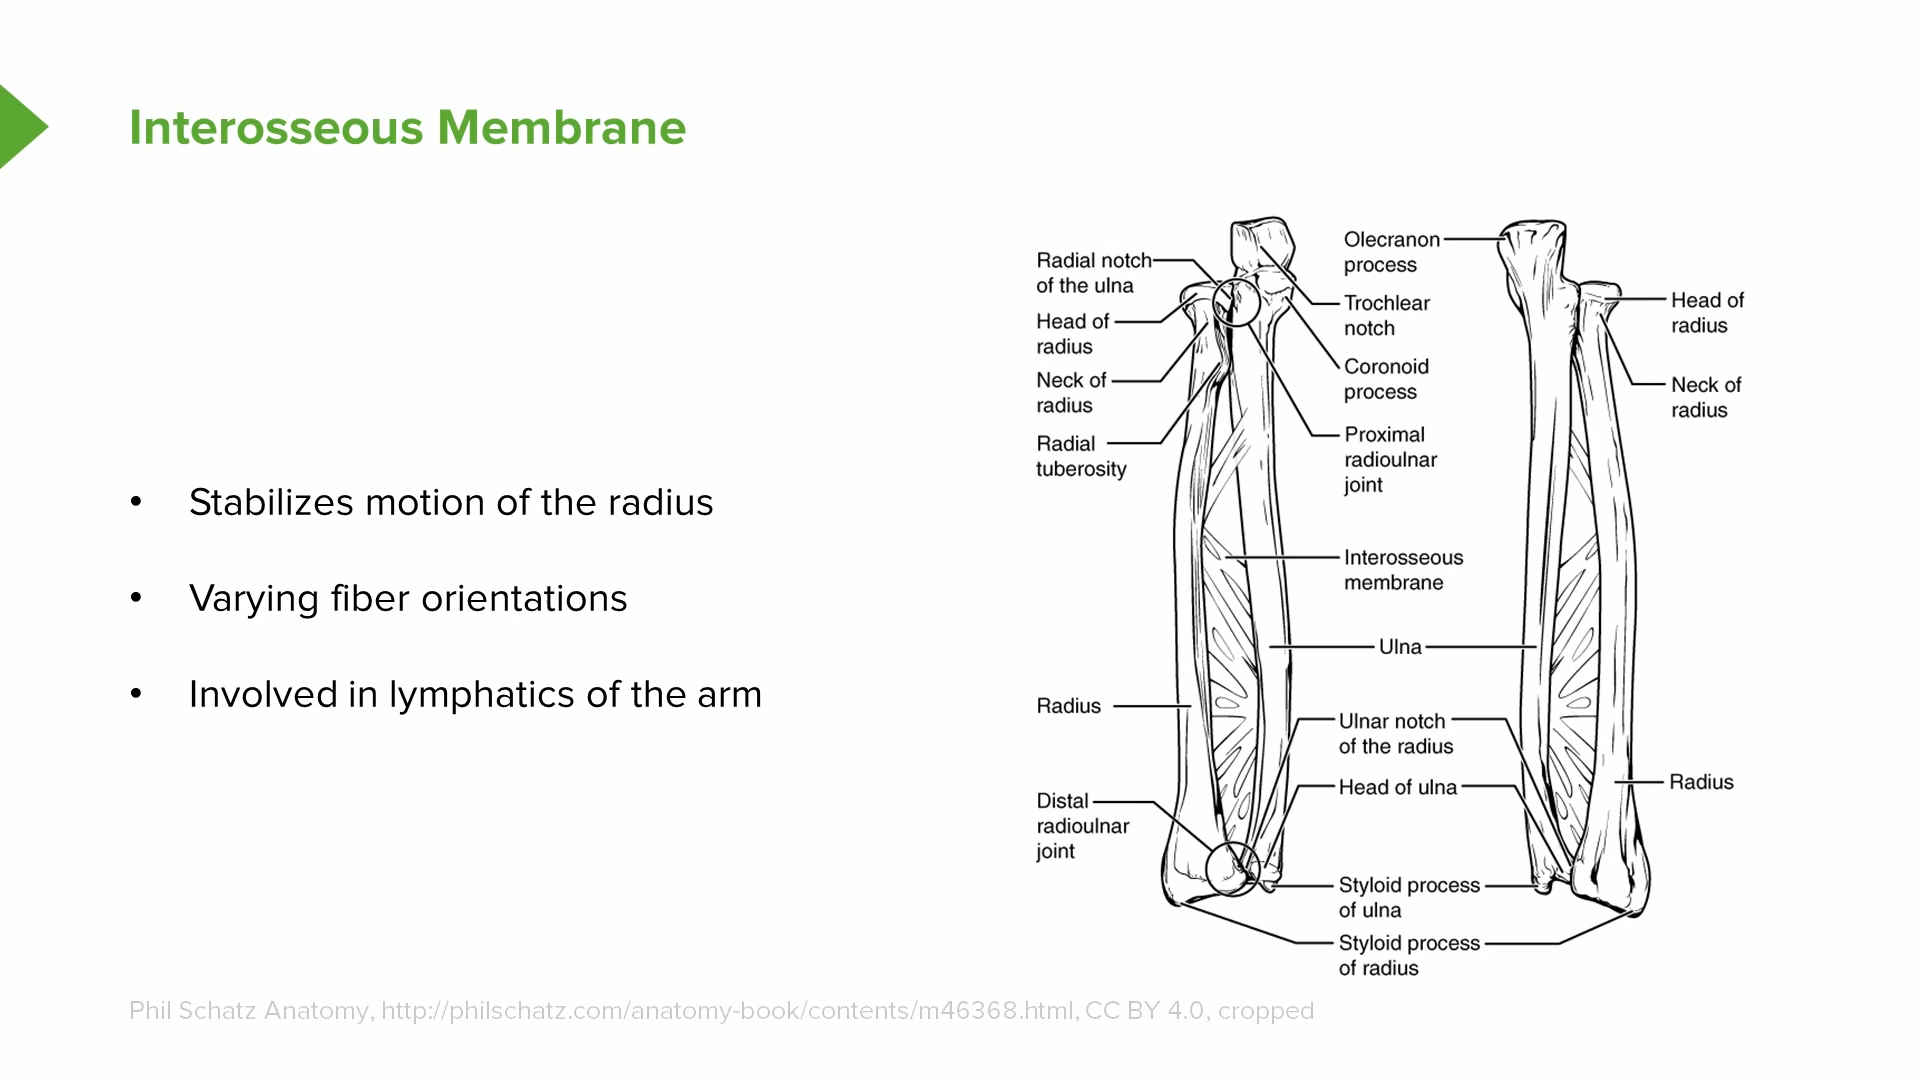 Interosseous Membrane
• Stabilizes motion of the radius
• Varying fiber orientations
• Involved in lymphatics of the arm
Radial notch
of the ulna
Head of
radius
Neck of
radius
Radial
tuberosity
Radius
Distal
radioulnar
joint
Olecranon
process
Trochlear
notch
Coronoid
process
Proximal
radioulnar
joint
Interosseous
membrane
Ulna
Ulnar notch
of the radius
Head of ulna
Styloid process
of ulna
Styloid process
of radius
Head of
radius
Neck of
radius
Radius
Phil Schatz Anatomy, http://philschatz.com/anatomy-book/contents/m46368.html, CC BY 4.0, cropped